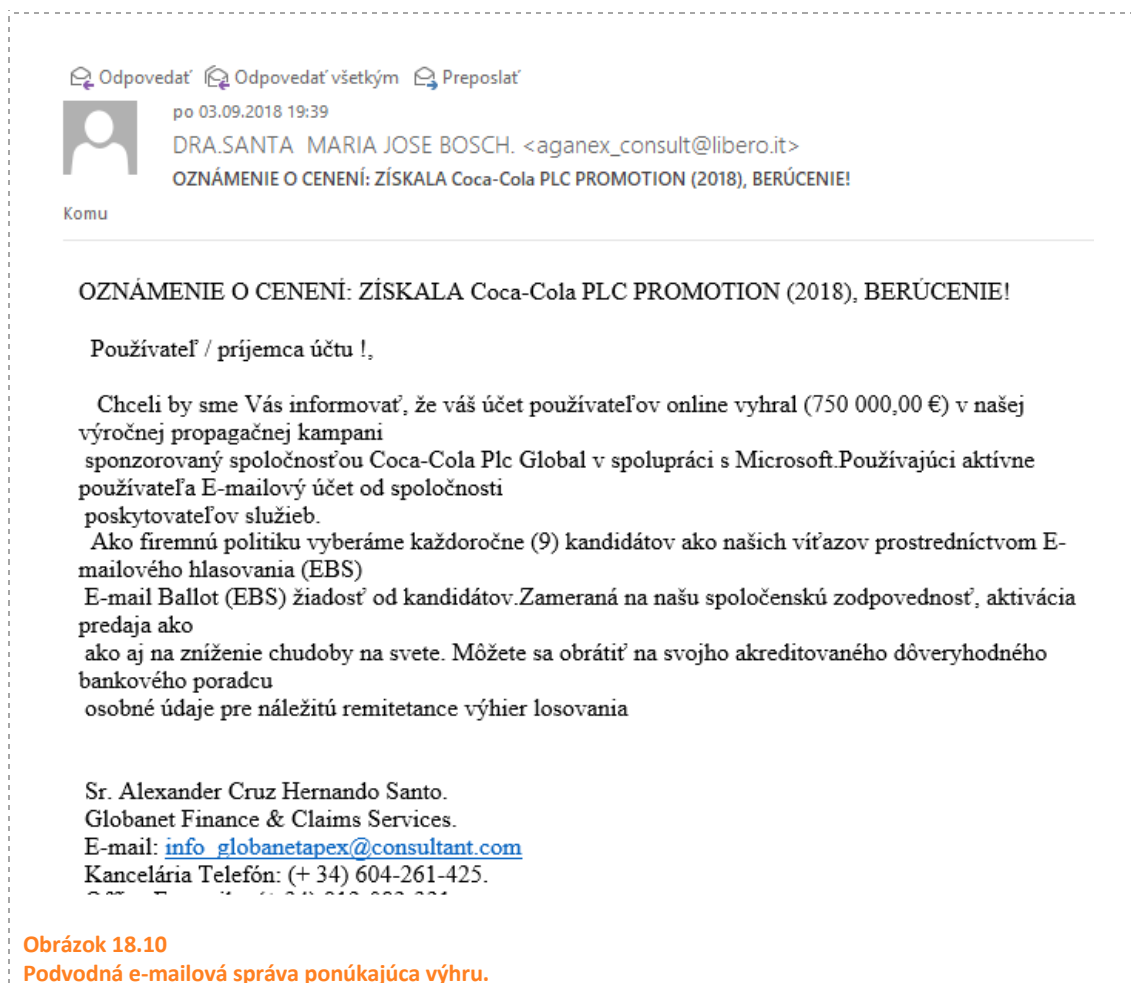 Odpovedať Odpovedať všetkým Preposlať
po 03.09.2018 19:39
DRA.SANTA MARIA JOSE BOSCH. <aganex_consult@libero.it>
OZNÁMENIE O CENENÍ: ZÍSKALA Coca-Cola PLC PROMOTION (2018), BERÚCENIE!
Komu
OZNÁMENIE O CENENÍ: ZÍSKALA Coca-Cola PLC PROMOTION (2018), BERÚCENIE!
Používateľ / príjemca účtu !,
Chceli by sme Vás informovať, že váš účet používateľov online vyhral (750 000,00 €) v našej
výročnej propagačnej kampani
sponzorovaný spoločnosťou Coca-Cola Plc Global v spolupráci s Microsoft.Používajúci aktívne
používateľa E-mailový účet od spoločnosti
poskytovateľov služieb.
Ako firemnú politiku vyberáme každoročne (9) kandidátov ako našich víťazov prostredníctvom E-
mailového hlasovania (EBS)
E-mail Ballot (EBS) žiadosť od kandidátov.Zameraná na našu spoločenskú zodpovednosť, aktivácia
predaja ako
ako aj na zníženie chudoby na svete. Môžete sa obrátiť na svojho akreditovaného dôveryhodného
bankového poradcu
osobné údaje pre náležitú remitetance výhier losovania
Sr. Alexander Cruz Hernando Santo.
Globanet Finance & Claims Services.
E-mail: info_globanetapex@consultant.com
Kancelária Telefón: (+ 34) 604-261-425.
Obrázok 18.10
Podvodná e-mailová správa ponúkajúca výhru.